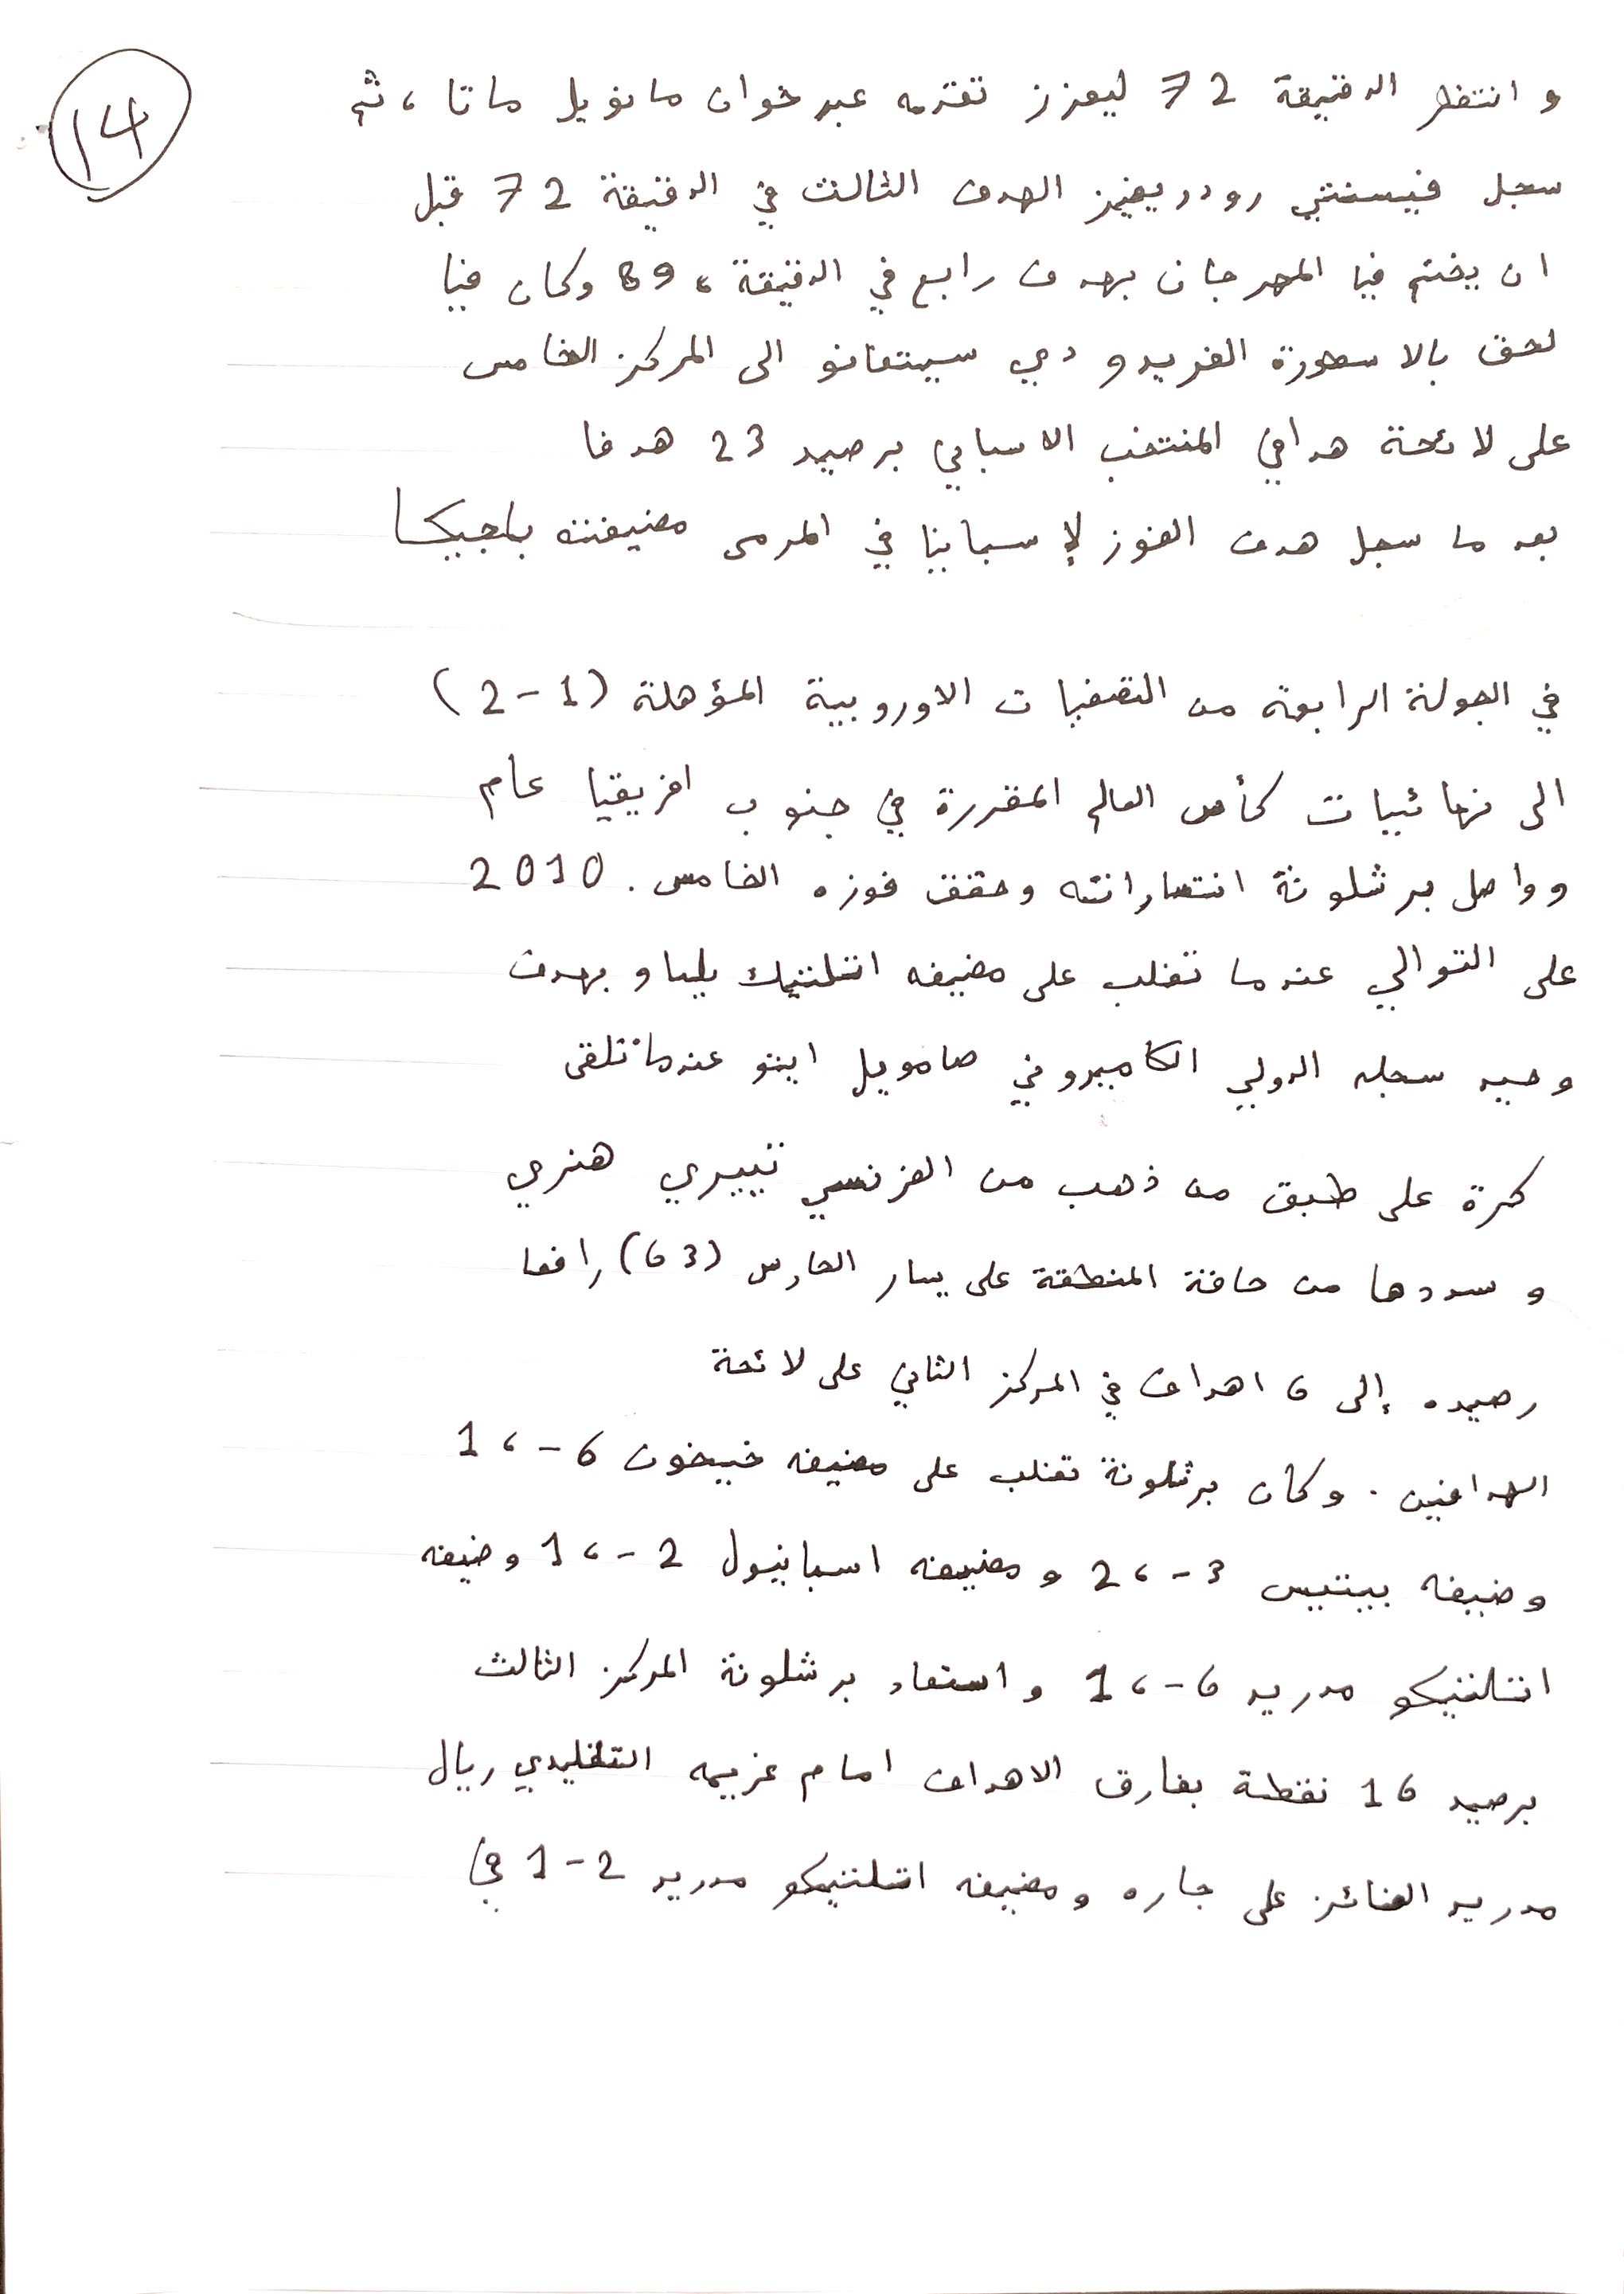 14
و انتظر الدقيقة 72 ليعزز تقدمه عبر خوان مانويل ماتا ، ثم
سجل فيسنتي رودريغيز الهدف الثالث في الدقيقة 72 قبل
ان يختم فيا المهرجان بهدف رابع في الدقيقة ، 89 وكان فيا
لحق بالاسطورة الفريدو دي ستيفانو الى المركز الخامس
على لائحة هدافي المنتخب الاسباني برصيد 23 هدفا
بعد ما سجل هدف الفوز لإسبانيا في المرمى مضيفته بلجيكا
في الجولة الرابعة من التصفيات الاوروبية المؤهلة (1 - 2)
الى نهائيات كأس العالم المقررة في جنوب افريقيا عام
وواصل برشلونة انتصاراته وحقق فوزه الخامس . 2010
على التوالي عندما تغلب على مضيفه اتلتيك بلباو بهدف
وحيد سجله الدولي الكاميروني صامويل ايتو عندما تلقى
كرة على طبق من ذهب من الفرنسي تييري هنري
و سددها من حافة المنطقة على يسار الحارس (63) رافعا
رصيده إلى 6 اهداف في المركز الثاني على لائحة
الهدافين . وكان برشلونة تغلب على مضيفه خيخون 6 - ، 1
وضيفه بيتيس 3 - ، 2 ومضيفه اسبانيول 2 - ، 1 وضيفه
اتلتيكو مدريد 6 - ، 1 و استعاد برشلونة المركز الثالث
برصيد 16 نقطة بفارق الاهداف امام غريمه التقليدي ريال
مدريد الفائز على جاره ومضيفه اتلتيكو مدريد 2 - 1 في